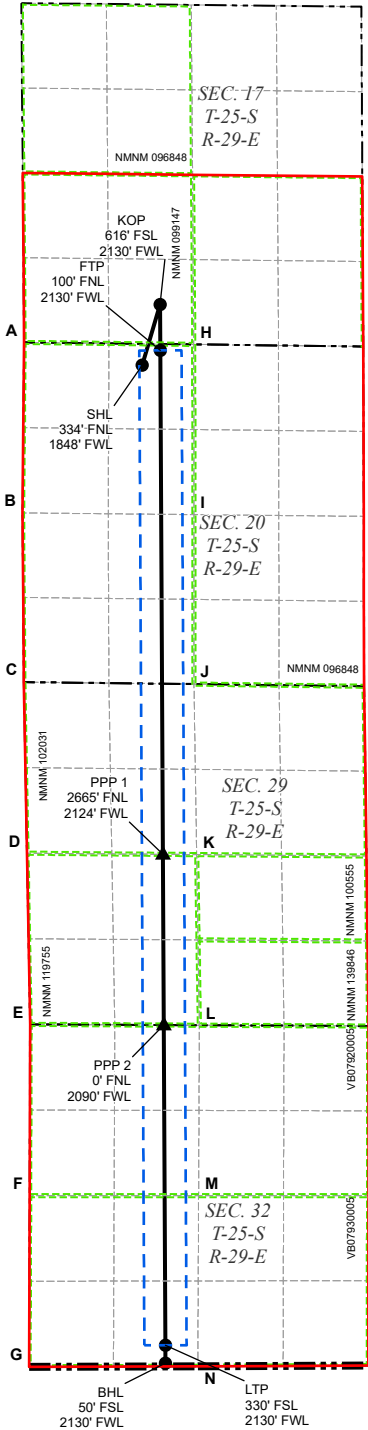 SEC. 17
T-25-S
R-29-E
NMNM 096848
KOP
616' FSL
2130' FWL
NMNM 099147
FTP
100' FNL
2130' FWL
A
H
SHL
334' FNL
1848' FWL
B
I
SEC. 20
T-25-S
R-29-E
C
J
NMNM 096848
NMNM 102031
PPP 1
2665' FNL
2124' FWL
SEC. 29
T-25-S
R-29-E
D
K
NMNM 100555
NMNM 119755
NMNM 139846
E
L
PPP 2
0' FNL
2090' FWL
VB07920005
F
M
SEC. 32
T-25-S
R-29-E
VB07930005
G
N
BHL
50' FSL
2130' FWL
LTP
330' FSL
2130' FWL